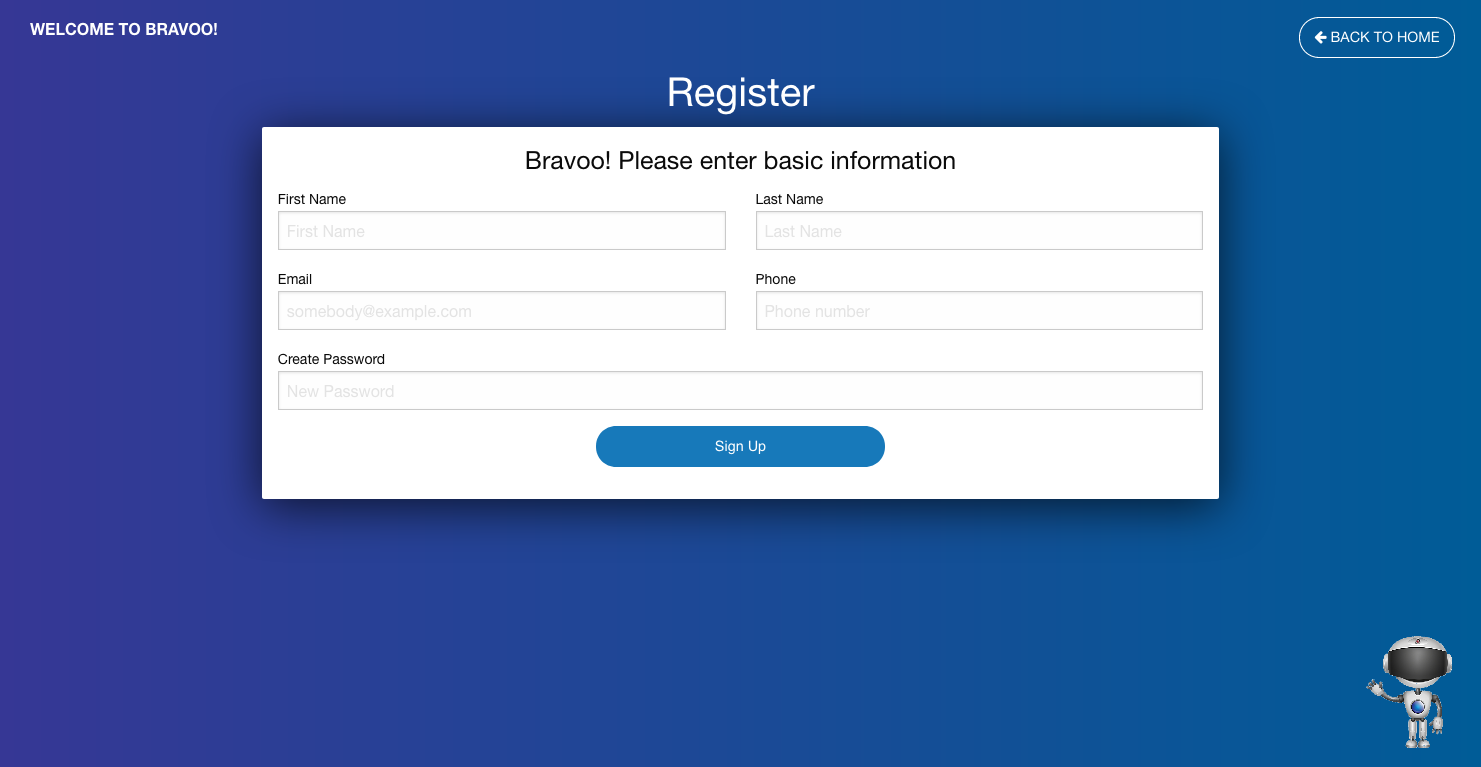 WELCOME TO BRAVOO!
BACK TO HOME
Register
Bravoo! Please enter basic information
First Name
Last Name
First Name
Last Name
Email
Phone
somebody@example.com
Phone number
Create Password
New Password
Sign Up